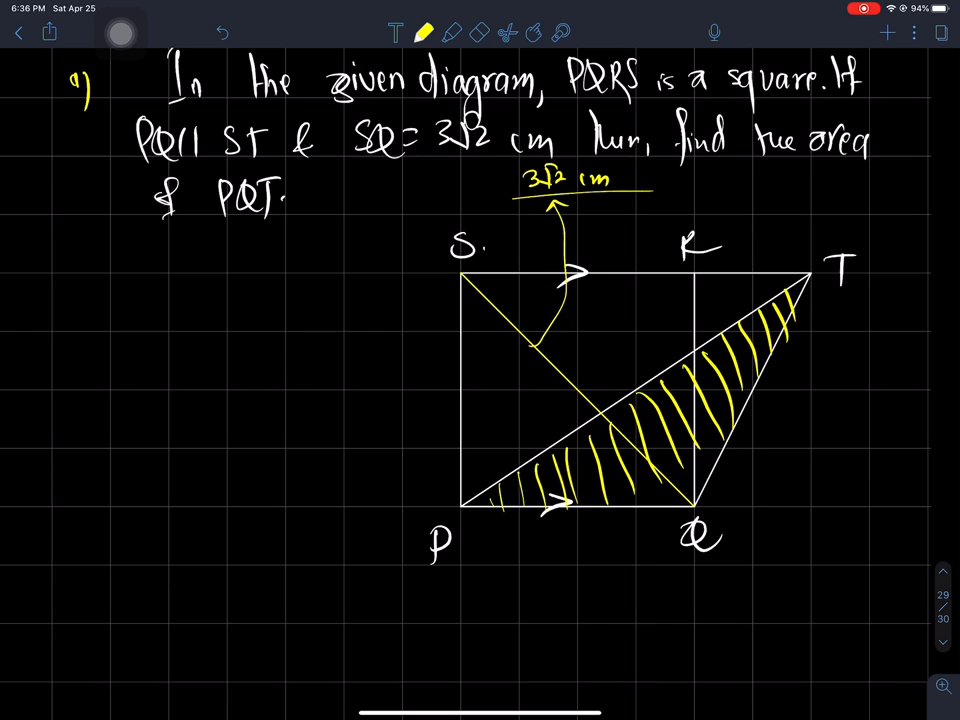 6:36 PM Sat Apr 25
94%
9) In the given diagram, PQRS is a square. If
PQ|| ST & SQ= 3√2 cm then, find the area
of PQT.
3√2 cm
S.
R
T
P
Q
29
/
30